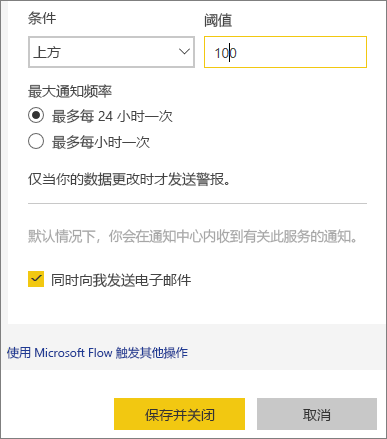 条件 阈值
上方 100
最大通知频率
最多每 24 小时一次
最多每小时一次
仅当你的数据更改时才发送警报。
默认情况下，你会在通知中心内收到有关此服务的通知。
同时向我发送电子邮件
使用 Microsoft Flow 触发其他操作
保存并关闭 取消